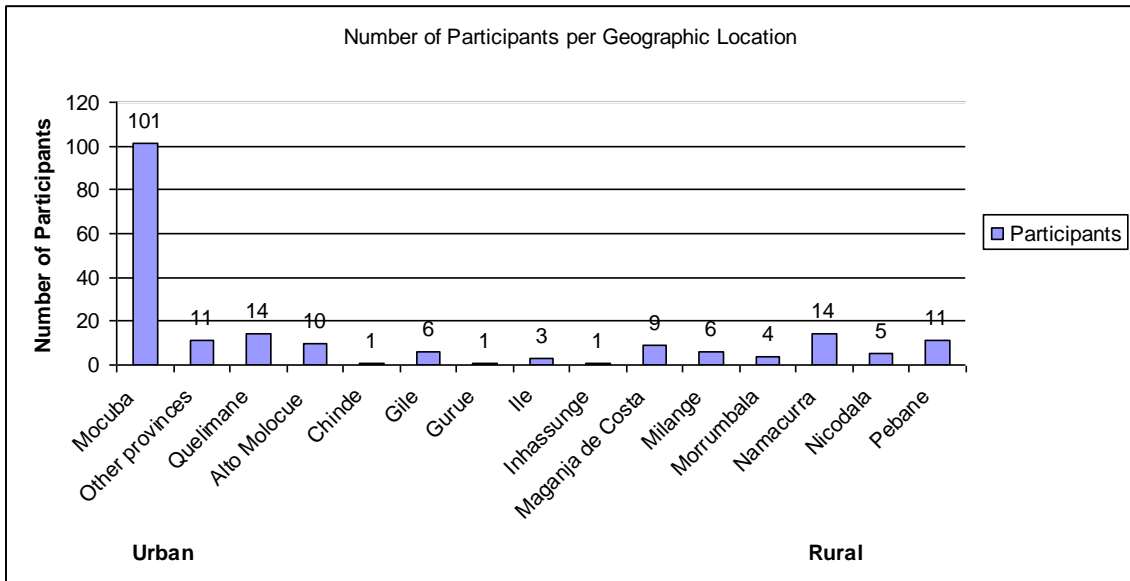 Number of Participants per Geographic Location
Number of Participants
120
100
80
60
40
20
0
101
11
14
10
1
6
1
3
1
9
6
4
14
5
11
Mocuba
Other provinces
Quelimane
Alto Molocue
Chinde
Gile
Gurue
Ile
Inhassunge
Maganja de Costa
Milange
Morrumbala
Namacurra
Nicodala
Pebane
Participants
Urban
Rural